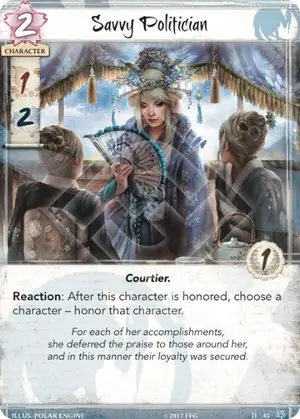 Savvy Politician
2
CHARACTER
1
2
1
Courtier.
Reaction: After this character is honored, choose a
character – honor that character.
For each of her accomplishments,
she deferred the praise to those around her,
and in this manner their loyalty was secured.
ILLUS: POLAR ENGINE
© 2017 FFG